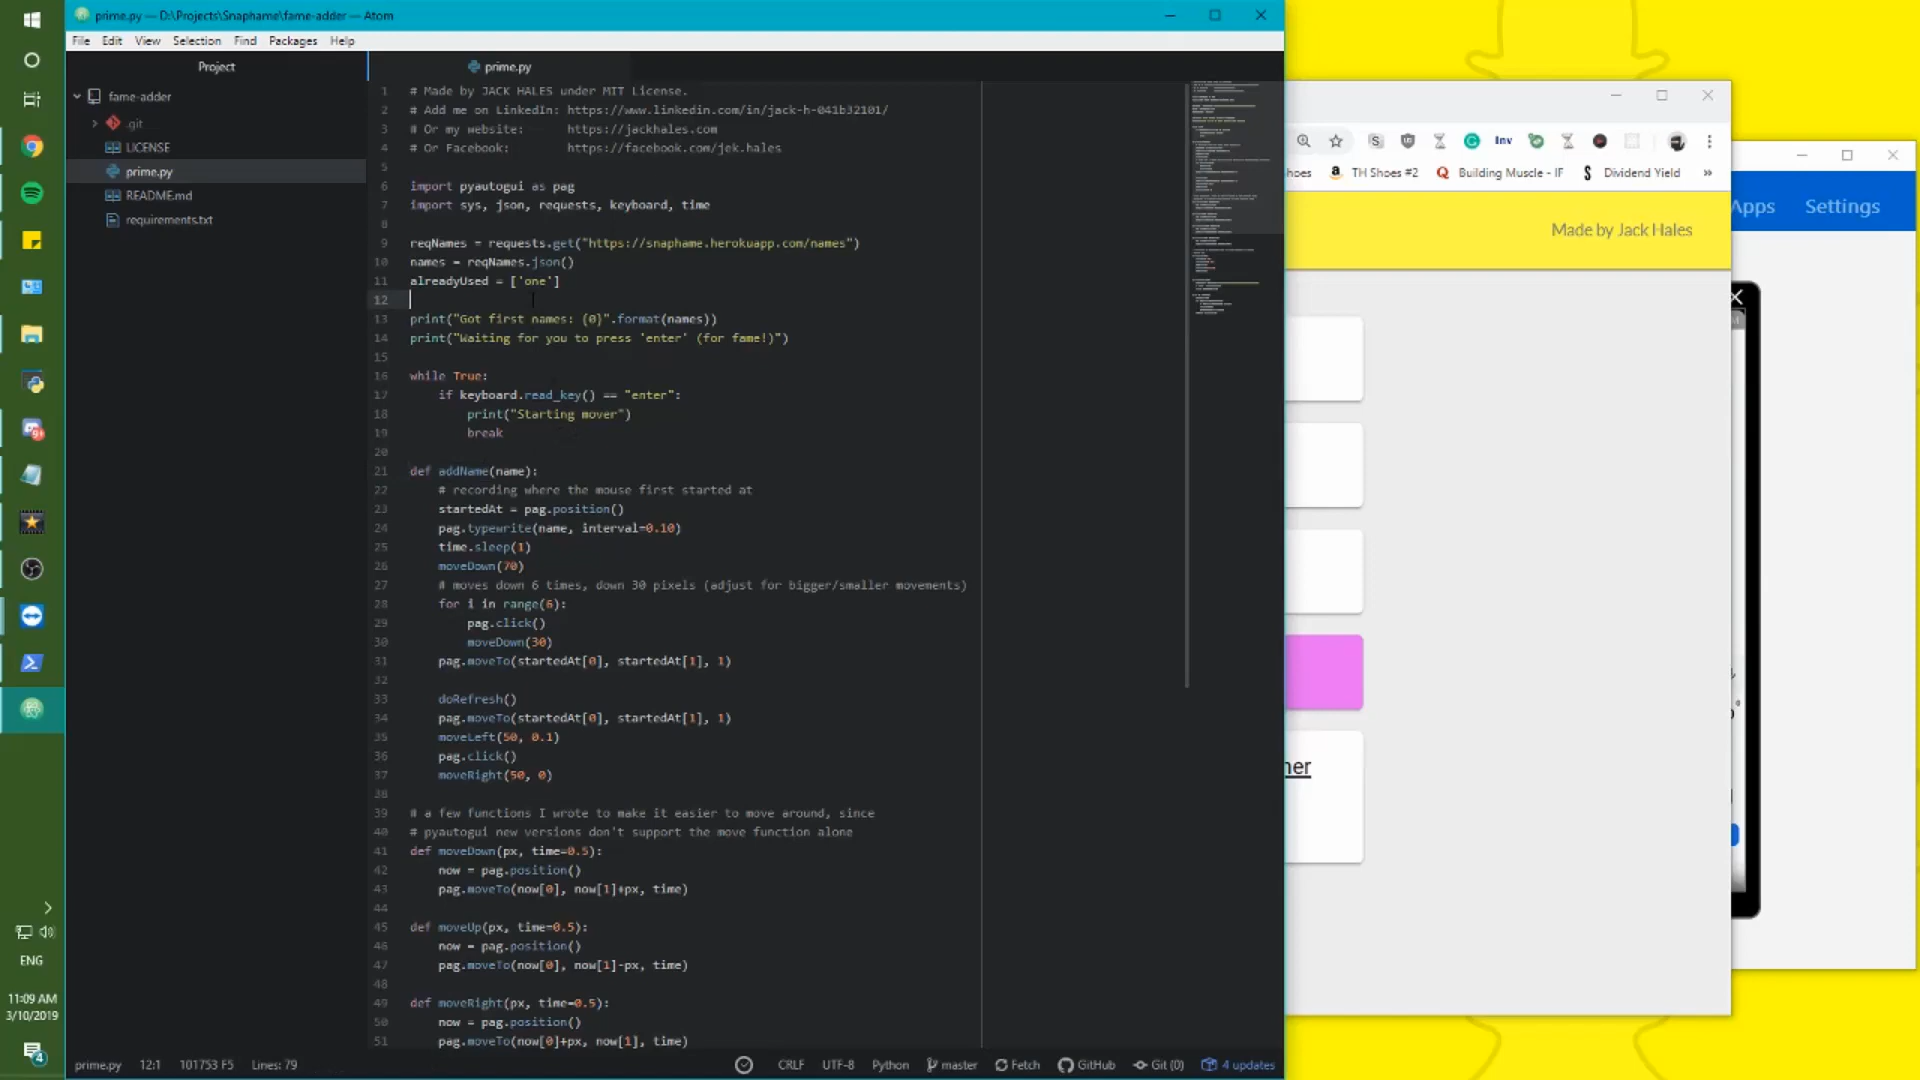 prime.py — D:\Projects\Snaphame\fame-adder — Atom
File Edit View Selection Find Packages Help
Project
fame-adder
.git
LICENSE
prime.py
README.md
requirements.txt
prime.py
1 # Made by JACK HALES under MIT License.
2 # Add me on LinkedIn: https://www.linkedin.com/in/jack-h-041b32101/
3 # Or my website: https://jackhales.com
4 # Or Facebook: https://facebook.com/jek.hales
5
6 import pyautogui as pag
7 import sys, json, requests, keyboard, time
8
9 reqNames = requests.get("https://snaphame.herokuapp.com/names")
10 names = reqNames.json()
11 alreadyUsed = ['one']
12
13 print("Got first names: {0}".format(names))
14 print("Waiting for you to press 'enter' (for fame!)")
15
16 while True:
17 if keyboard.read_key() == "enter":
18 print("Starting mover")
19 break
20
21 def addName(name):
22 # recording where the mouse first started at
23 startedAt = pag.position()
24 pag.typewrite(name, interval=0.10)
25 time.sleep(1)
26 moveDown(70)
27 # moves down 6 times, down 30 pixels (adjust for bigger/smaller movements)
28 for i in range(6):
29 pag.click()
30 moveDown(30)
31 pag.moveTo(startedAt[0], startedAt[1], 1)
32
33 doRefresh()
34 pag.moveTo(startedAt[0], startedAt[1], 1)
35 moveLeft(50, 0.1)
36 pag.click()
37 moveRight(50, 0)
38
39 # a few functions I wrote to make it easier to move around, since
40 # pyautogui new versions don't support the move function alone
41 def moveDown(px, time=0.5):
42 now = pag.position()
43 pag.moveTo(now[0], now[1]+px, time)
44
45 def moveUp(px, time=0.5):
46 now = pag.position()
47 pag.moveTo(now[0], now[1]-px, time)
48
49 def moveRight(px, time=0.5):
50 now = pag.position()
51 pag.moveTo(now[0]+px, now[1], time)
prime.py 12:1 101753 F5 Lines: 79 CRLF UTF-8 Python master Fetch GitHub Git (0) 4 updates
Inv
hoes TH Shoes #2 Building Muscle - IF Dividend Yield »
Made by Jack Hales
Apps Settings
ner
ENG
11:09 AM
3/10/2019
4